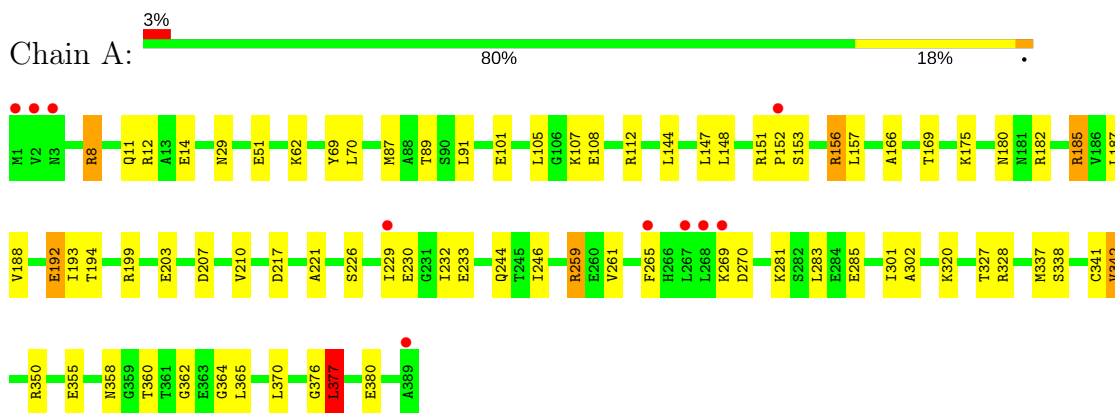 3%
Chain A:
80% 18% •
M1 V2 N3 R8 Q11 R12 A13 E14 N29 E51 K62 Y69 L70 M87 A88 T89 S90 L91 E101 L105 G106 K107 E108 R112 L144 L147 L148 R151 P152 S153 R156 L157 A166 T169 K175 N180 N181 R182 R185 V186 L187
V188 E192 I193 T194 R199 E203 D207 V210 D217 A221 S226 I229 E230 G231 I232 E233 Q244 T245 I246 R259 E260 V261 F265 H266 L267 L268 K269 D270 K281 S282 L283 E284 E285 I301 A302 K320 T327 R328 M337 S338 C341
R350 E355 N358 G359 T360 T361 G362 E363 G364 L365 L370 G376 L377 E380 A389